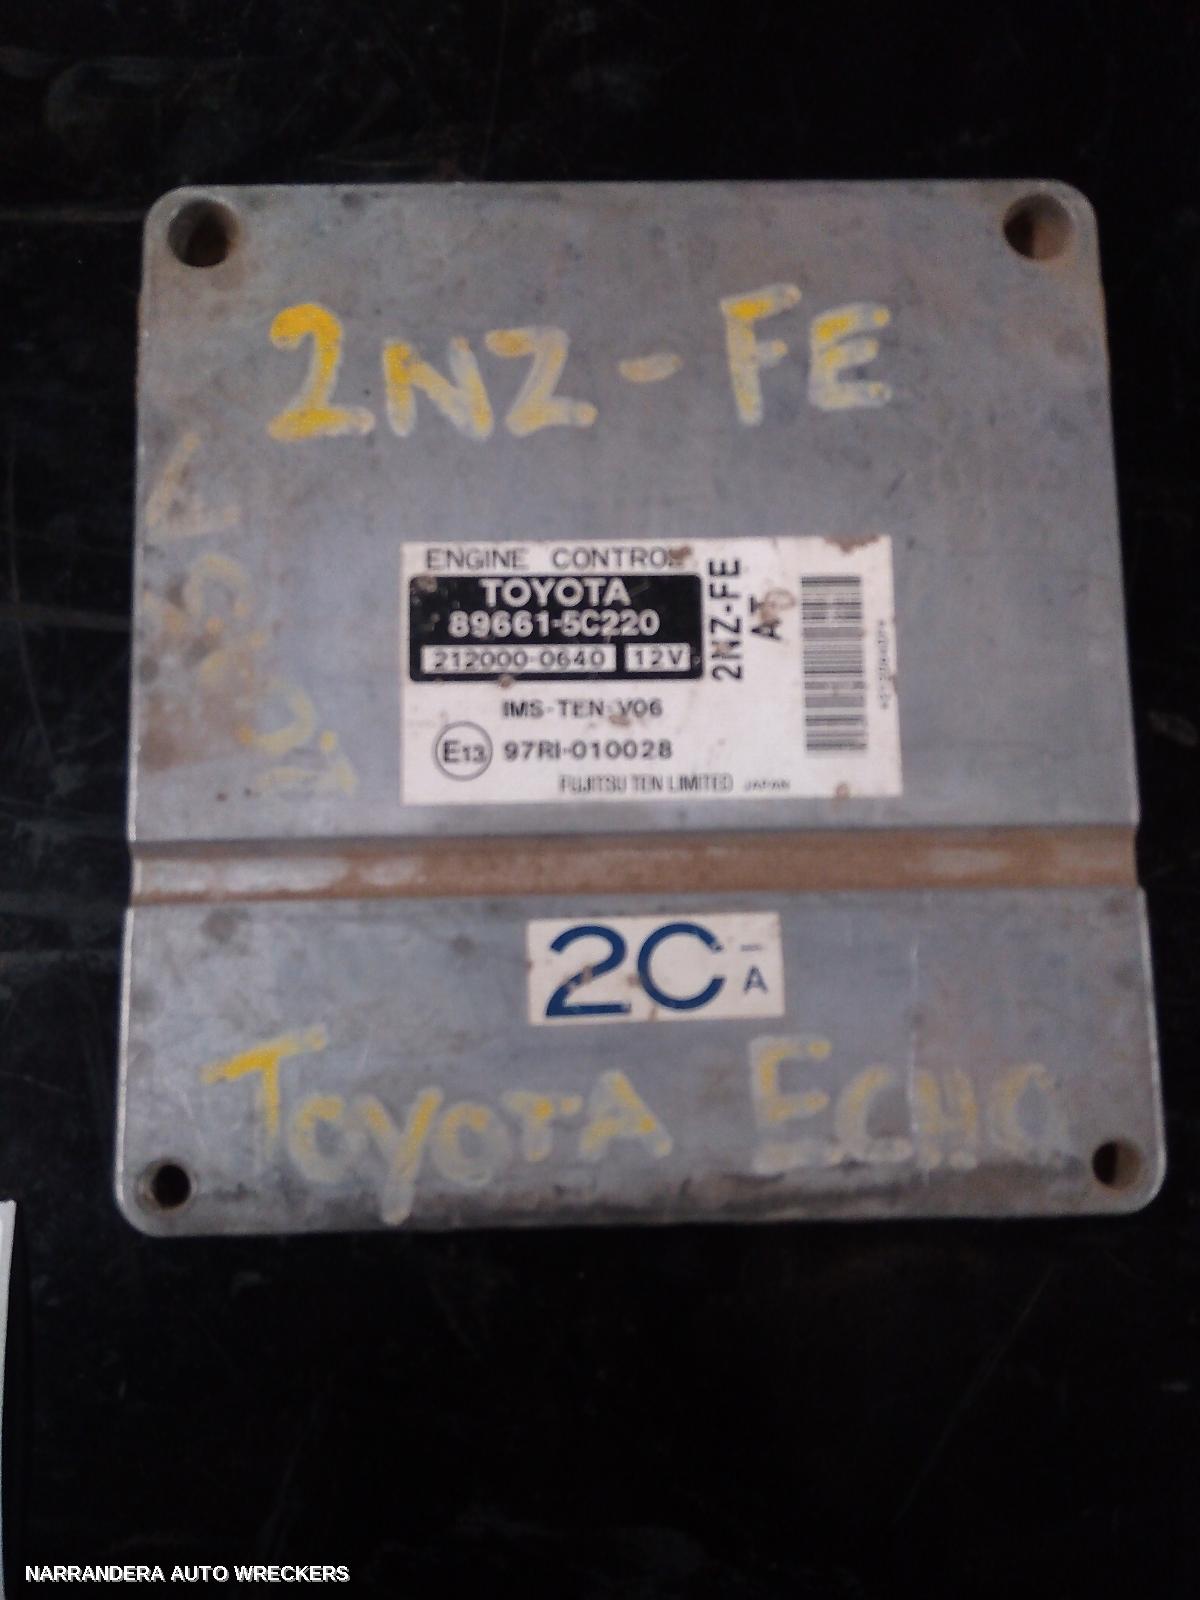 2NZ-FE
ENGINE CONTROL
TOYOTA
89661-5C220
212000-0640 12V
2NZ-FE
AT
IMS-TEN-V06
E13 97RI-010028
FUJITSU TEN LIMITED JAPAN
2C-A
TOYOTA ECHO
NARRANDERA AUTO WRECKERS